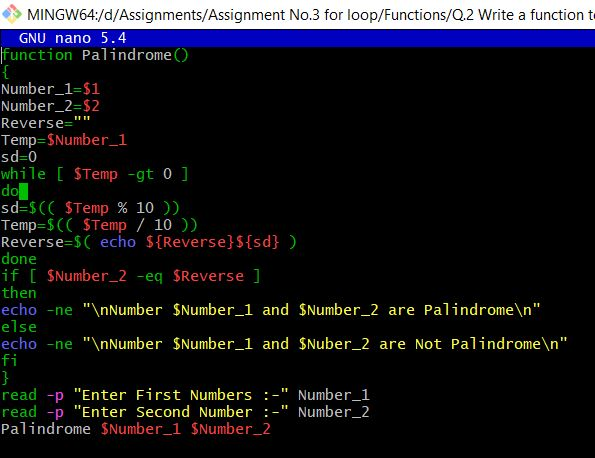 MINGW64:/d/Assignments/Assignment No.3 for loop/Functions/Q.2 Write a function to
GNU nano 5.4
function Palindrome()
{
Number_1=$1
Number_2=$2
Reverse=""
Temp=$Number_1
sd=0
while [ $Temp -gt 0 ]
do
sd=$(( $Temp % 10 ))
Temp=$(( $Temp / 10 ))
Reverse=$( echo ${Reverse}${sd} )
done
if [ $Number_2 -eq $Reverse ]
then
echo -ne "\nNumber $Number_1 and $Number_2 are Palindrome\n"
else
echo -ne "\nNumber $Number_1 and $Nuber_2 are Not Palindrome\n"
fi
}
read -p "Enter First Numbers :-" Number_1
read -p "Enter Second Number :-" Number_2
Palindrome $Number_1 $Number_2